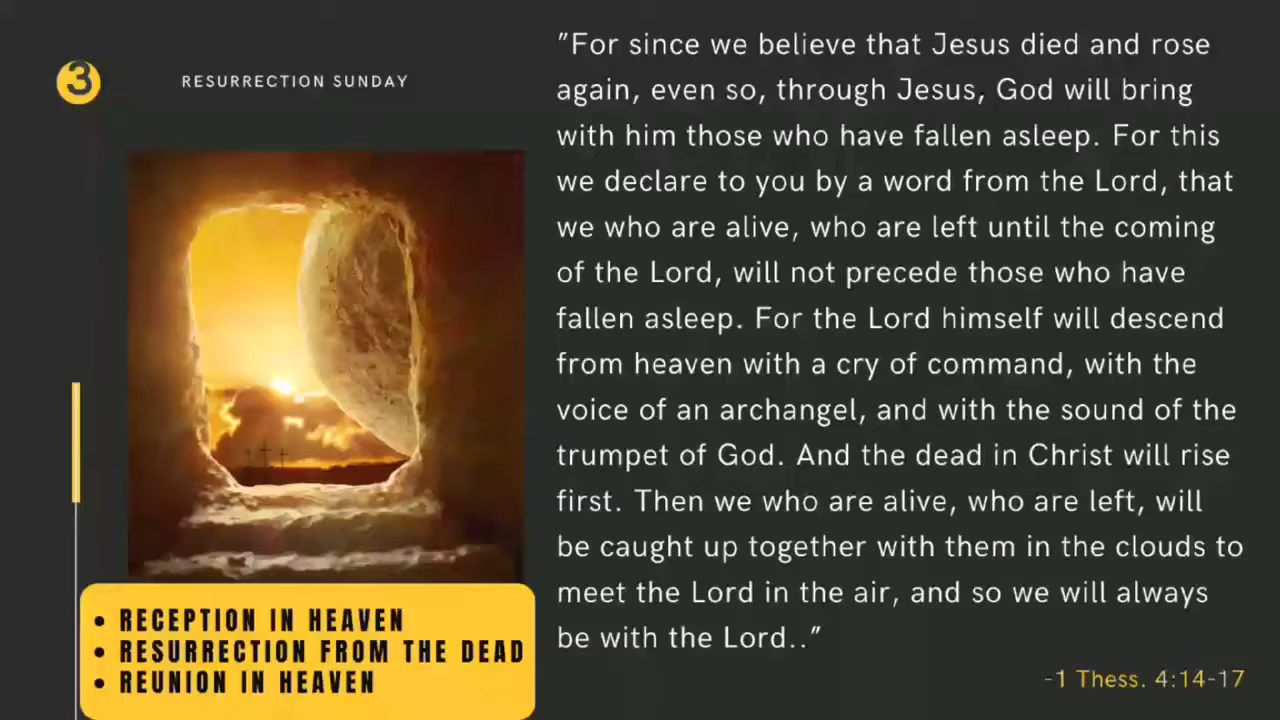 3
RESURRECTION SUNDAY
"For since we believe that Jesus died and rose
again, even so, through Jesus, God will bring
with him those who have fallen asleep. For this
we declare to you by a word from the Lord, that
we who are alive, who are left until the coming
of the Lord, will not precede those who have
fallen asleep. For the Lord himself will descend
from heaven with a cry of command, with the
voice of an archangel, and with the sound of the
trumpet of God. And the dead in Christ will rise
first. Then we who are alive, who are left, will
be caught up together with them in the clouds to
meet the Lord in the air, and so we will always
be with the Lord.."
-1 Thess. 4:14-17
• RECEPTION IN HEAVEN
• RESURRECTION FROM THE DEAD
• REUNION IN HEAVEN